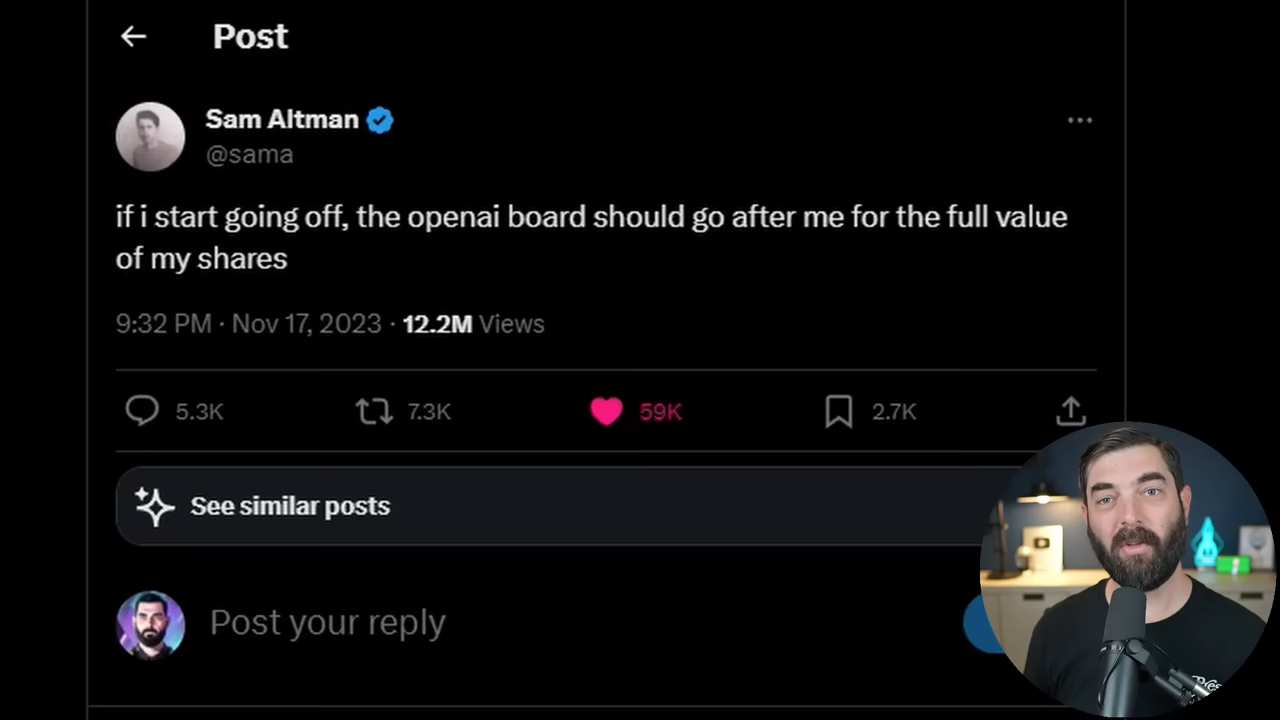 Post
Sam Altman
@sama
if i start going off, the openai board should go after me for the full value
of my shares
9:32 PM · Nov 17, 2023 · 12.2M Views
5.3K 7.3K 59K 2.7K
See similar posts
Post your reply